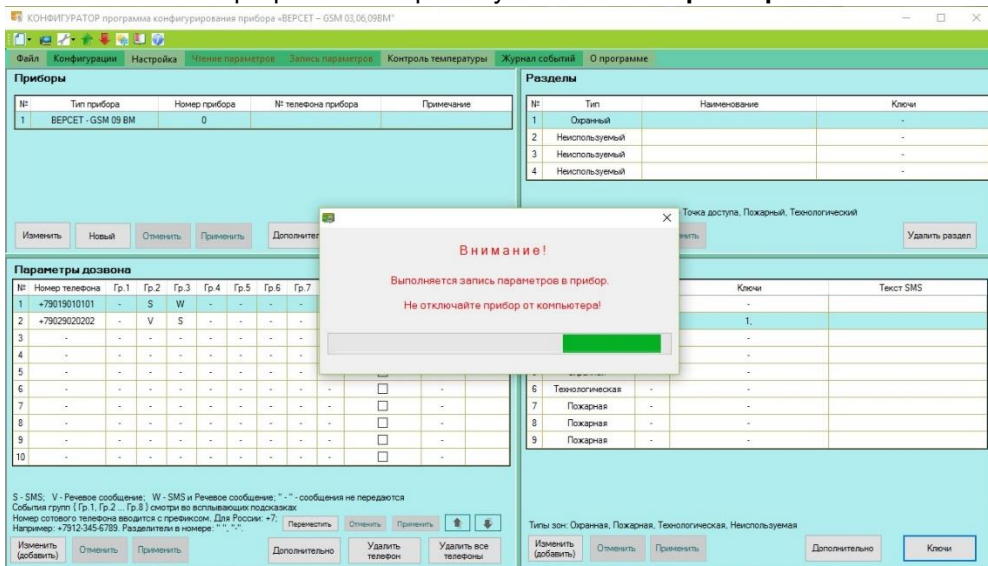 КОНФИГУРАТОР программа конфигурирования прибора «ВЕРСЕТ – GSM 03,06,09ВМ"
Файл Конфигурации Настройка Чтение параметров Запись параметров Контроль температуры Журнал событий О программе
Приборы
№ Тип прибора Номер прибора № телефона прибора Примечание
1 ВЕРСЕТ - GSM 09 ВМ 0
Изменить Новый Отменить Применить
Разделы
№ Тип Наименование Ключи
1 Охранный -
2 Неиспользуемый -
3 Неиспользуемый -
4 Неиспользуемый -
Точка доступа, Пожарный, Технологический
Удалить раздел
Внимание!
Выполняется запись параметров в прибор.
Не отключайте прибор от компьютера!
Параметры дозвона
№ Номер телефона Гр.1 Гр.2 Гр.3 Гр.4 Гр.5 Гр.6 Гр.7
1 +79019010101 - S W - - - -
2 +79029020202 - V S - - - -
3 - - - - - - - -
4 - - - - - - - -
5 - - - - - - - -
6 - - - - - - - - - -
7 - - - - - - - - - -
8 - - - - - - - - - -
9 - - - - - - - - - -
10 - - - - - - - - - -
S - SMS; V - Речевое сообщение; W - SMS и Речевое сообщение; " - " - сообщения не передаются
События групп ( Гр.1, Гр.2 ... Гр.8 ) смотри во всплывающих подсказках
Номер сотового телефона вводится с префиксом. Для России: +7;
Например: +7912-345-6789. Разделители в номере: " ", "-".
Переместить Отменить Применить
Изменить (добавить) Отменить Применить Дополнительно Удалить телефон Удалить все телефоны
Ключи Текст SMS
-
1,
6 Технологическая - -
7 Пожарная - -
8 Пожарная - -
9 Пожарная - -
Типы зон: Охранная, Пожарная, Технологическая, Неиспользуемая
Изменить (добавить) Отменить Применить Дополнительно Ключи